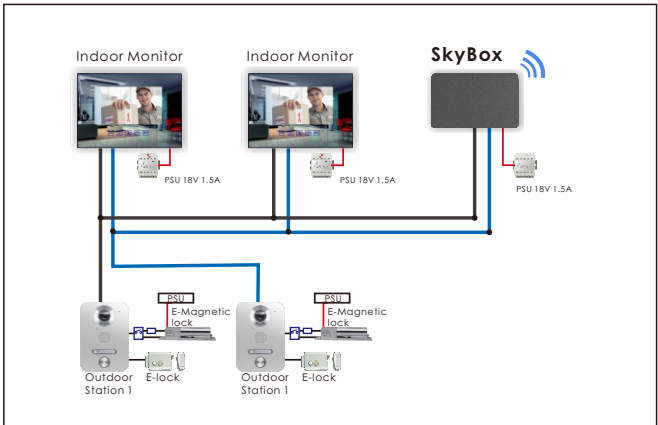 Indoor Monitor
Indoor Monitor
SkyBox
PSU 18V 1.5A
PSU 18V 1.5A
PSU 18V 1.5A
PSU
E-Magnetic
lock
Outdoor
Station 1
E-lock
PSU
E-Magnetic
lock
Outdoor
Station 1
E-lock